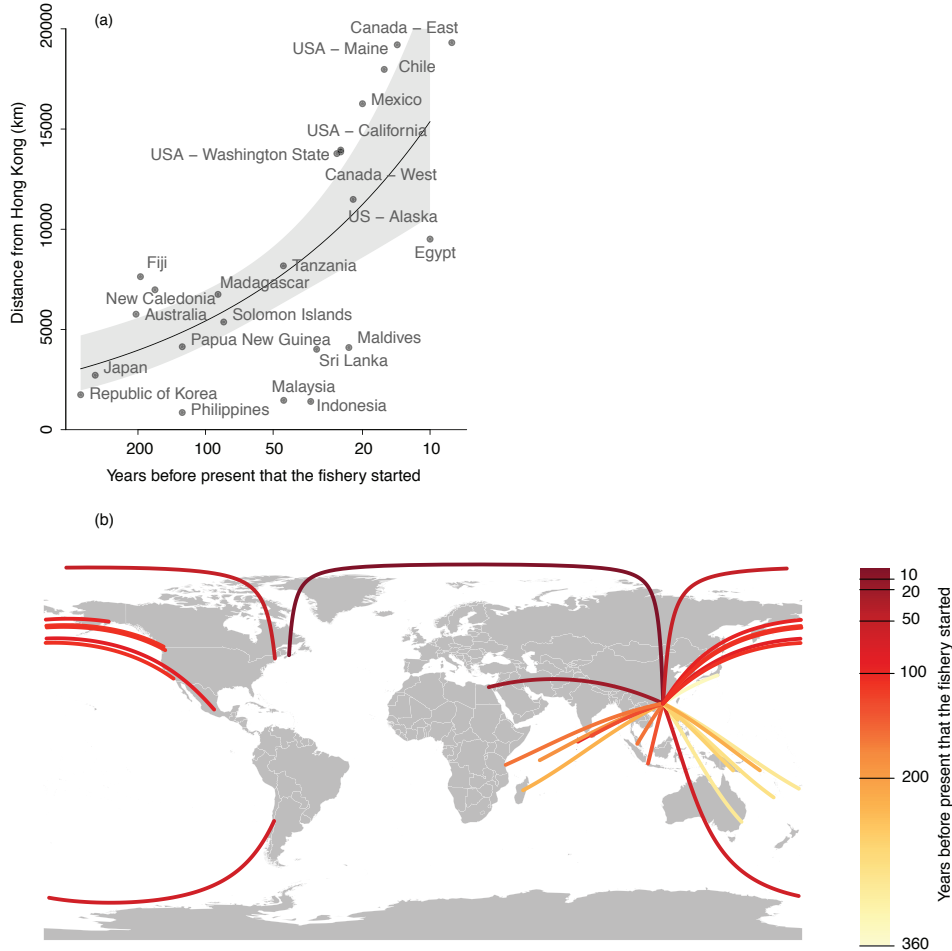 (a)
20000
15000
10000
5000
0
Distance from Hong Kong (km)
Canada − East
USA − Maine
Chile
Mexico
USA − California
USA − Washington State
Canada − West
US − Alaska
Egypt
Fiji
Tanzania
Madagascar
New Caledonia
Australia
Solomon Islands
Papua New Guinea
Maldives
Sri Lanka
Japan
Republic of Korea
Malaysia
Indonesia
Philippines
200 100 50 20 10
Years before present that the fishery started
(b)
10
20
50
100
200
360
Years before present that the fishery started